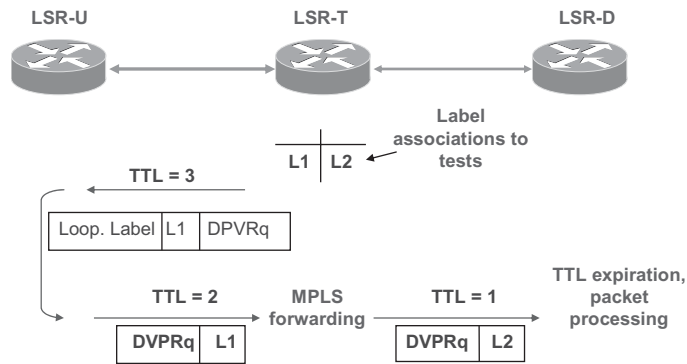 LSR-U LSR-T LSR-D
Label
associations to
tests
L1 L2
TTL = 3
Loop. Label L1 DPVRq
TTL = 2 MPLS
forwarding TTL = 1 TTL expiration,
packet
processing
DVPRq L1 DVPRq L2